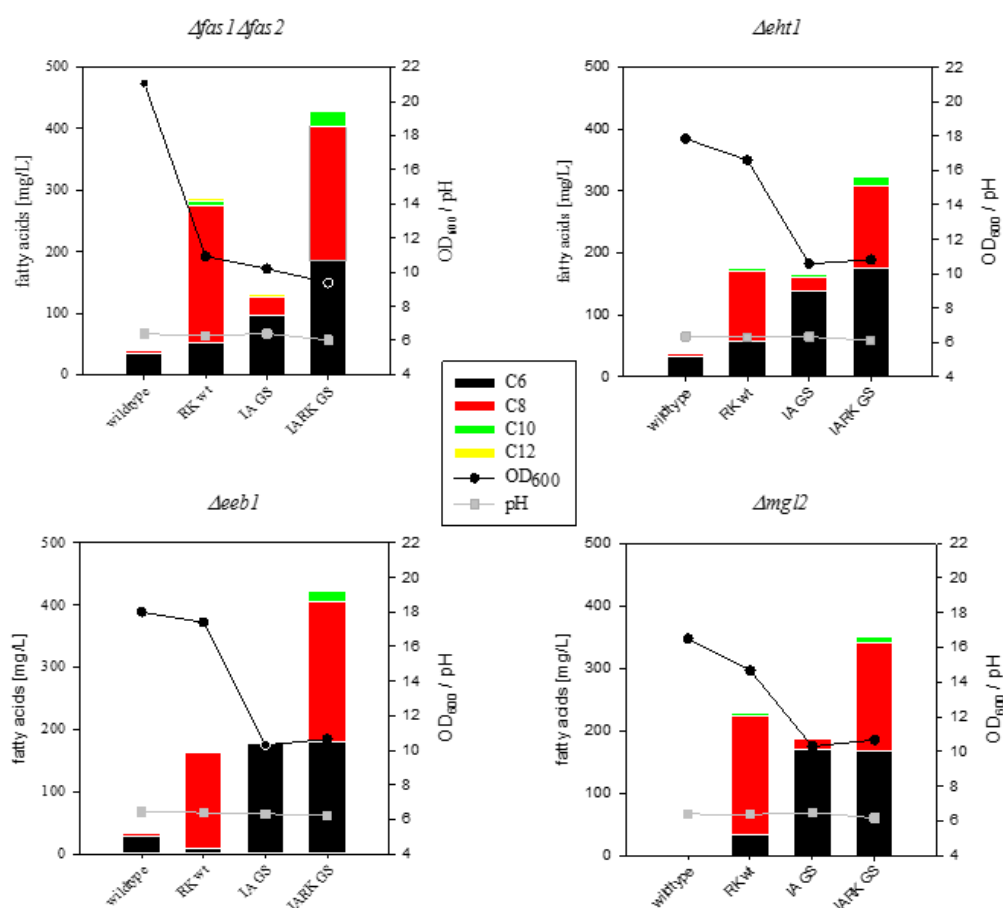 Δfas1 Δfas2
500
400
300
200
100
0
fatty acids [mg/L]
22
20
18
16
14
12
10
8
6
4
OD600 / pH
wildtype
RK wt
IA GS
IARK GS
Δeht1
500
400
300
200
100
0
fatty acids [mg/L]
22
20
18
16
14
12
10
8
6
4
OD600 / pH
wildtype
RK wt
IA GS
IARK GS
C6
C8
C10
C12
OD600
pH
Δeeb1
500
400
300
200
100
0
fatty acids [mg/L]
22
20
18
16
14
12
10
8
6
4
OD600 / pH
wildtype
RK wt
IA GS
IARK GS
Δmgl2
500
400
300
200
100
0
fatty acids [mg/L]
22
20
18
16
14
12
10
8
6
4
OD600 / pH
wildtype
RK wt
IA GS
IARK GS